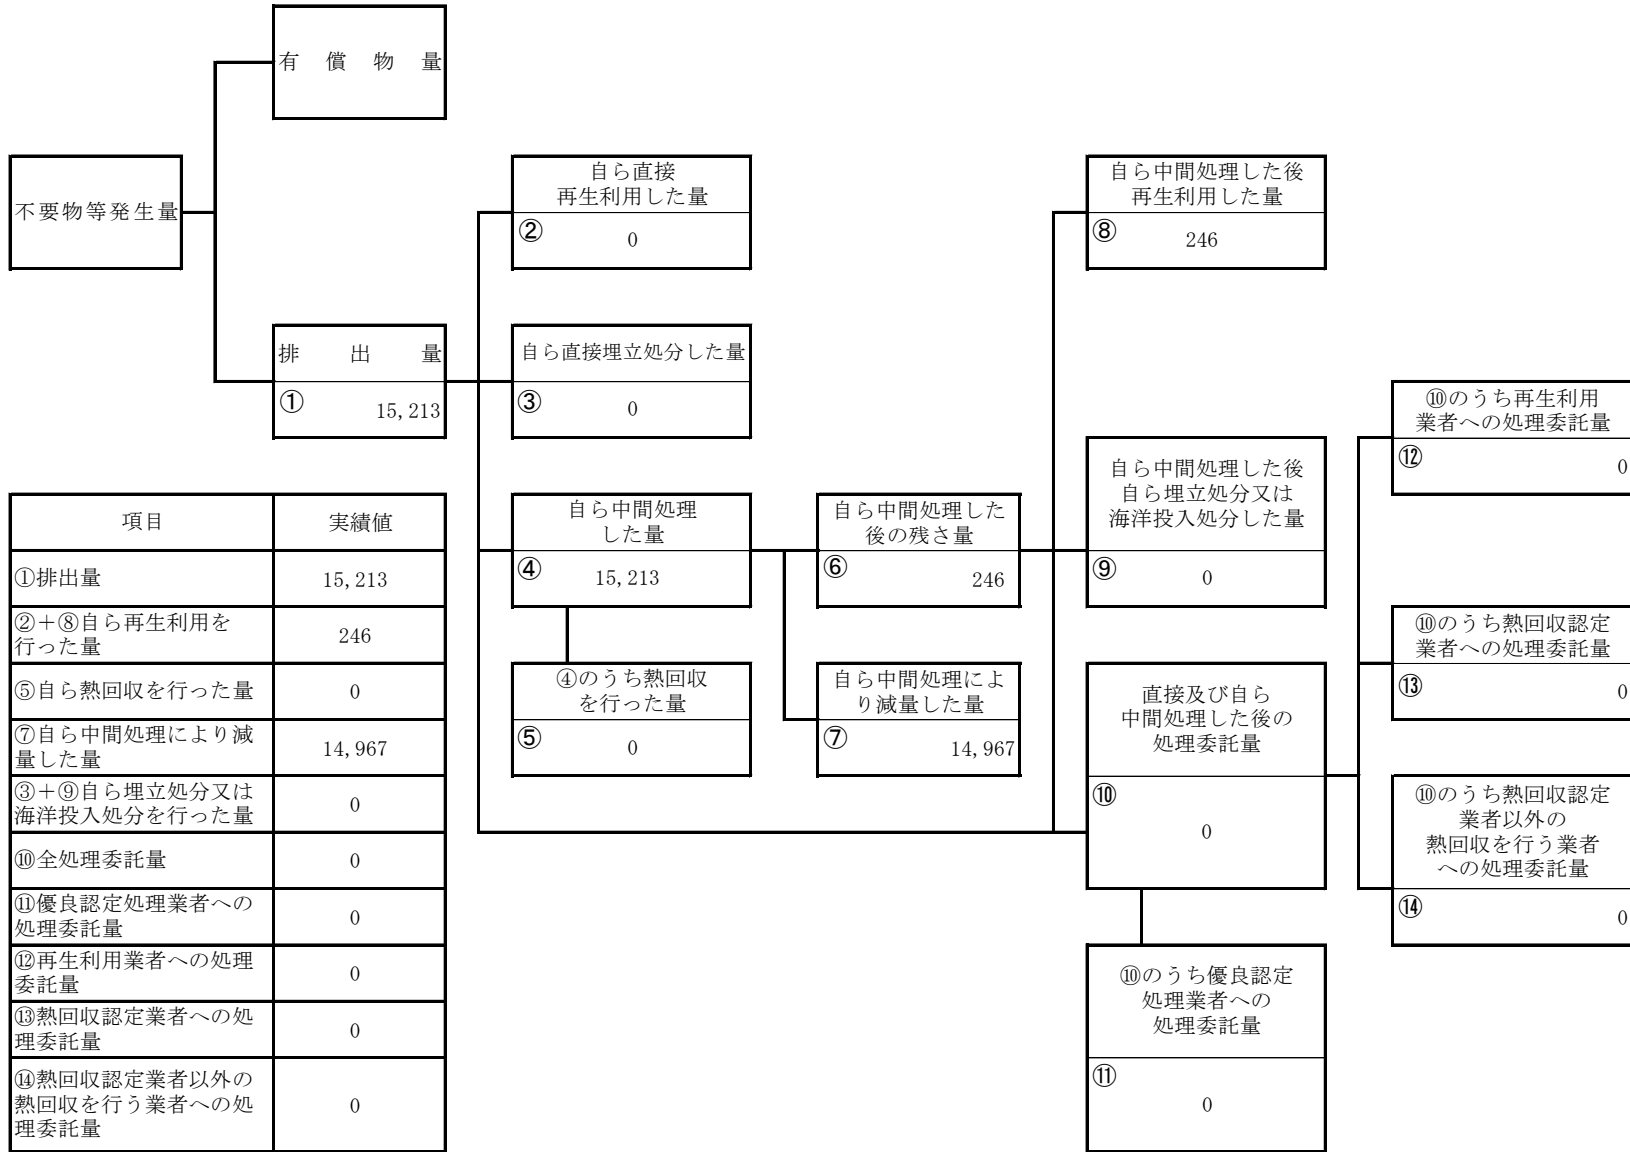 有償物量
不要物等発生量
排出量
①
15,213
自ら直接
再生利用した量
②
0
自ら直接埋立処分した量
③
0
自ら中間処理
した量
④
15,213
④のうち熱回収
を行った量
⑤
0
自ら中間処理した
後の残さ量
⑥
246
自ら中間処理によ
り減量した量
⑦
14,967
自ら中間処理した後
再生利用した量
⑧
246
自ら中間処理した後
自ら埋立処分又は
海洋投入処分した量
⑨
0
直接及び自ら
中間処理した後の
処理委託量
⑩
0
⑩のうち優良認定
処理業者への
処理委託量
⑪
0
⑩のうち再生利用
業者への処理委託量
⑫
0
⑩のうち熱回収認定
業者への処理委託量
⑬
0
⑩のうち熱回収認定
業者以外の
熱回収を行う業者
への処理委託量
⑭
0
項目 実績値
①排出量 15,213
②+⑧自ら再生利用を
行った量
246
⑤自ら熱回収を行った量 0
⑦自ら中間処理により減
量した量
14,967
③+⑨自ら埋立処分又は
海洋投入処分を行った量
0
⑩全処理委託量 0
⑪優良認定処理業者への
処理委託量
0
⑫再生利用業者への処理
委託量
0
⑬熱回収認定業者への処
理委託量
0
⑭熱回収認定業者以外の
熱回収を行う業者への処
理委託量
0